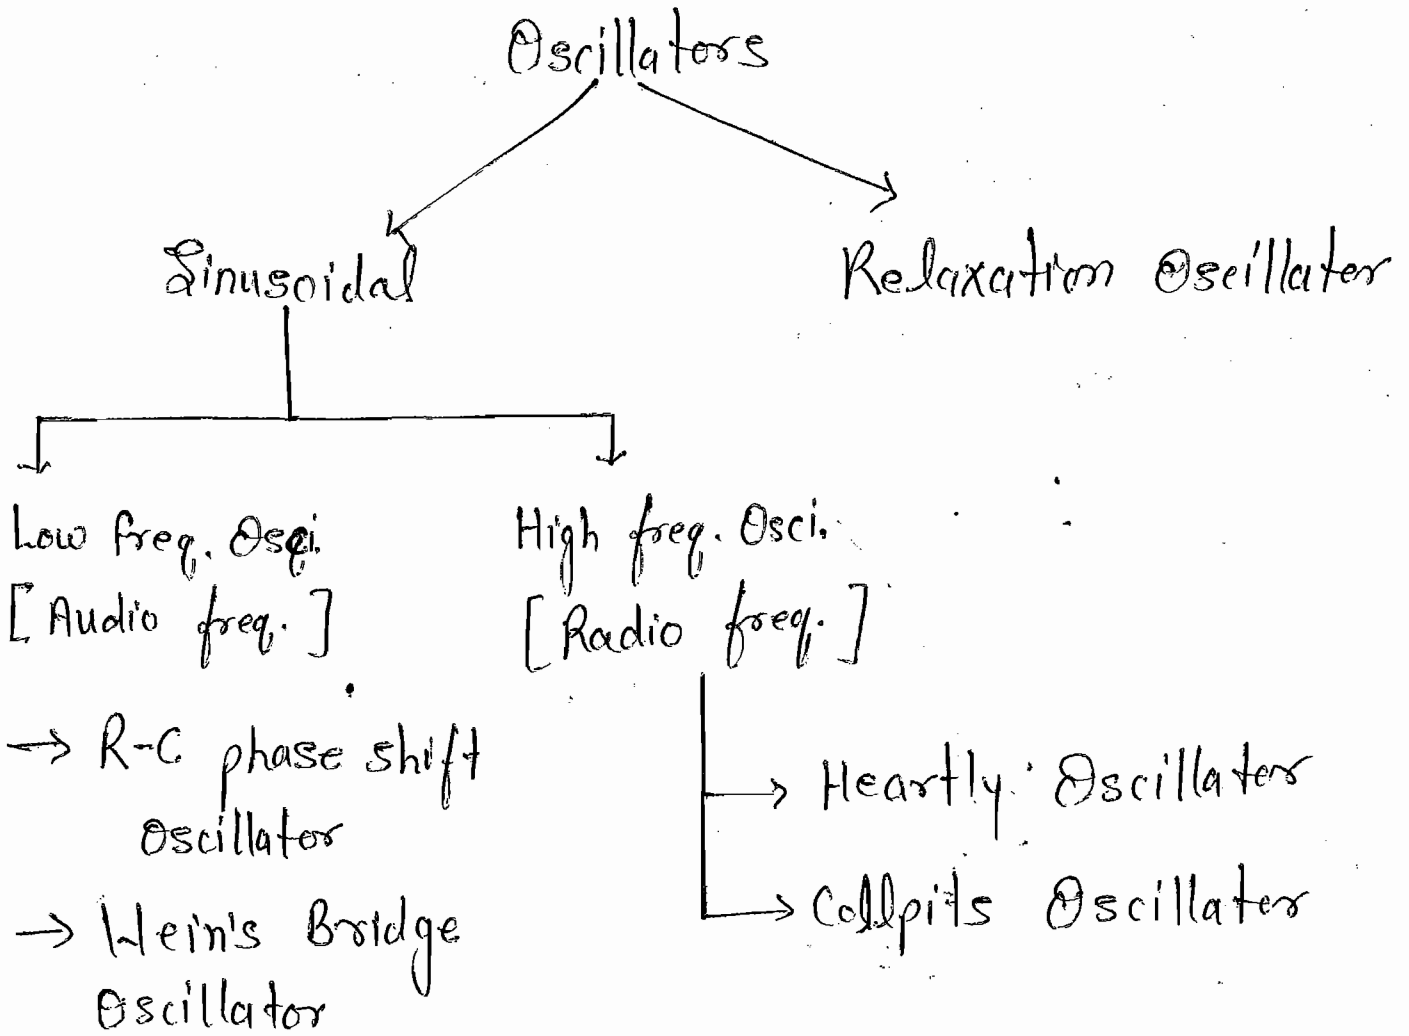 Oscillators
Sinusoidal
Relaxation Oscillator
Low freq. Osci.
[Audio freq.]
→ R-C phase shift
Oscillator
→ Wein's Bridge
Oscillator
High freq. Osci.
[Radio freq.]
→ Heartly Oscillator
→ Collpits Oscillator